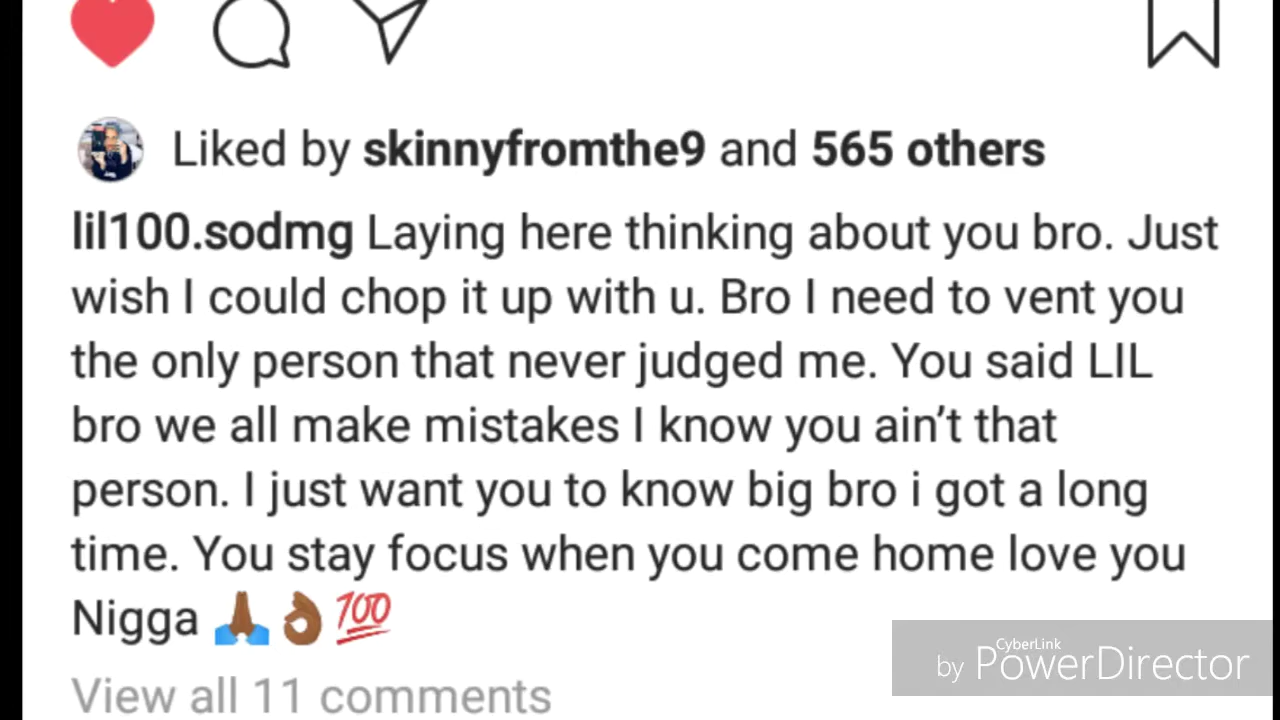 Liked by skinnyfromthe9 and 565 others
lil100.sodmg Laying here thinking about you bro. Just
wish I could chop it up with u. Bro I need to vent you
the only person that never judged me. You said LIL
bro we all make mistakes I know you ain't that
person. I just want you to know big bro i got a long
time. You stay focus when you come home love you
Nigga 🙏🏾👌🏾💯
View all 11 comments
CyberLink
by PowerDirector